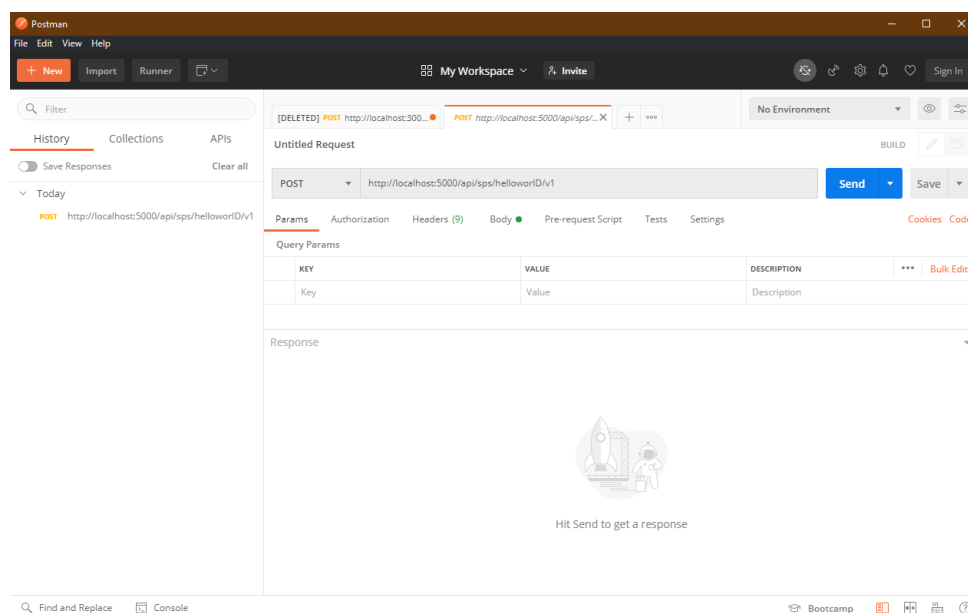 Postman
File Edit View Help
+ New Import Runner My Workspace Invite Sign In
Filter
History Collections APIs
Save Responses Clear all
Today
POST http://localhost:5000/api/sps/helloworlD/v1
[DELETED] POST http://localhost:300... POST http://localhost:5000/api/sps/... X + ooo
No Environment
Untitled Request BUILD
POST http://localhost:5000/api/sps/helloworlD/v1 Send Save
Params Authorization Headers (9) Body Pre-request Script Tests Settings Cookies Code
Query Params
KEY VALUE DESCRIPTION ooo Bulk Edit
Key Value Description
Response
Hit Send to get a response
Find and Replace Console Bootcamp